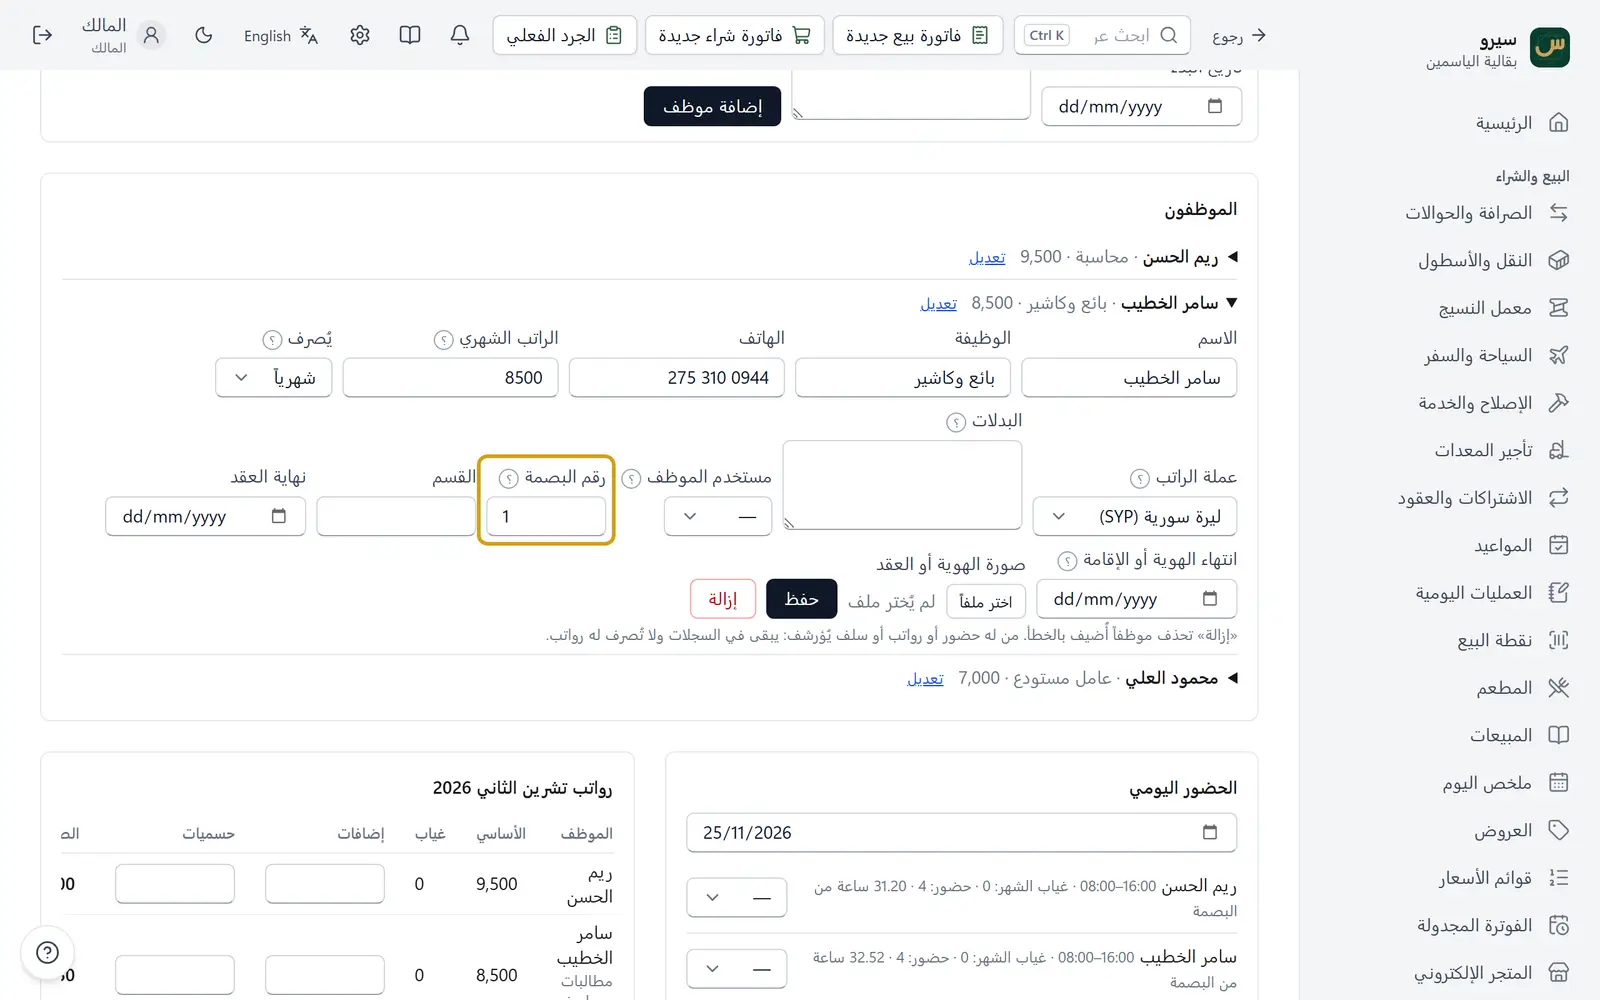 سيرو
بقالية الياسمين
رجوع
ابحث عر
Ctrl K
فاتورة بيع جديدة
فاتورة شراء جديدة
الجرد الفعلي
English
المالك
المالك
الرئيسية
البيع والشراء
الصرافة والحوالات
النقل والأسطول
معمل النسيج
السياحة والسفر
الإصلاح والخدمة
تأجير المعدات
الاشتراكات والعقود
المواعيد
العمليات اليومية
نقطة البيع
المطعم
المبيعات
ملخص اليوم
العروض
قوائم الأسعار
الفوترة المجدولة
المتجر الإلكتروني
تاريخ البدء
dd/mm/yyyy
إضافة موظف
الموظفون
ريم الحسن · محاسبة · 9,500 تعديل
سامر الخطيب · بائع وكاشير · 8,500 تعديل
الاسم
الوظيفة
الهاتف
الراتب الشهري ؟
يُصرف ؟
سامر الخطيب
بائع وكاشير
0944 310 275
8500
شهرياً
البدلات ؟
عملة الراتب ؟
مستخدم الموظف ؟
رقم البصمة ؟
القسم
نهاية العقد
ليرة سورية (SYP)
—
1
dd/mm/yyyy
انتهاء الهوية أو الإقامة ؟
صورة الهوية أو العقد
dd/mm/yyyy
اختر ملفاً
لم يُختر ملف
حفظ
إزالة
«إزالة» تحذف موظفاً أُضيف بالخطأ. من له حضور أو رواتب أو سلف يُؤرشف: يبقى في السجلات ولا تُصرف له رواتب.
محمود العلي · عامل مستودع · 7,000 تعديل
الحضور اليومي
25/11/2026
ريم الحسن 08:00–16:00 · غياب الشهر: 0 · حضور: 4 · 31.20 ساعة من
البصمة
—
سامر الخطيب 08:00–16:00 · غياب الشهر: 0 · حضور: 4 · 32.52 ساعة
من البصمة
—
رواتب تشرين الثاني 2026
الموظف
الأساسي
غياب
إضافات
حسميات
الص
ريم
الحسن
9,500
0
سامر
الخطيب
مطالبات
8,500
0